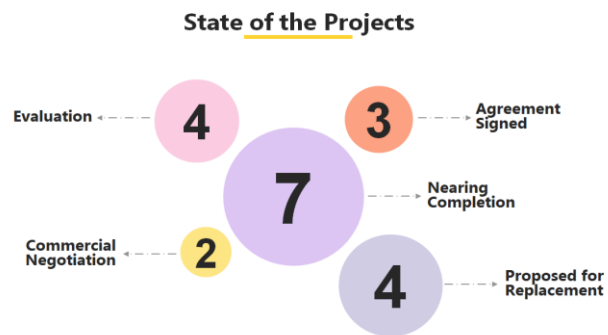 State of the Projects
Evaluation
4
3
Agreement
Signed
7
Nearing
Completion
Commercial
Negotiation
2
4
Proposed for
Replacement